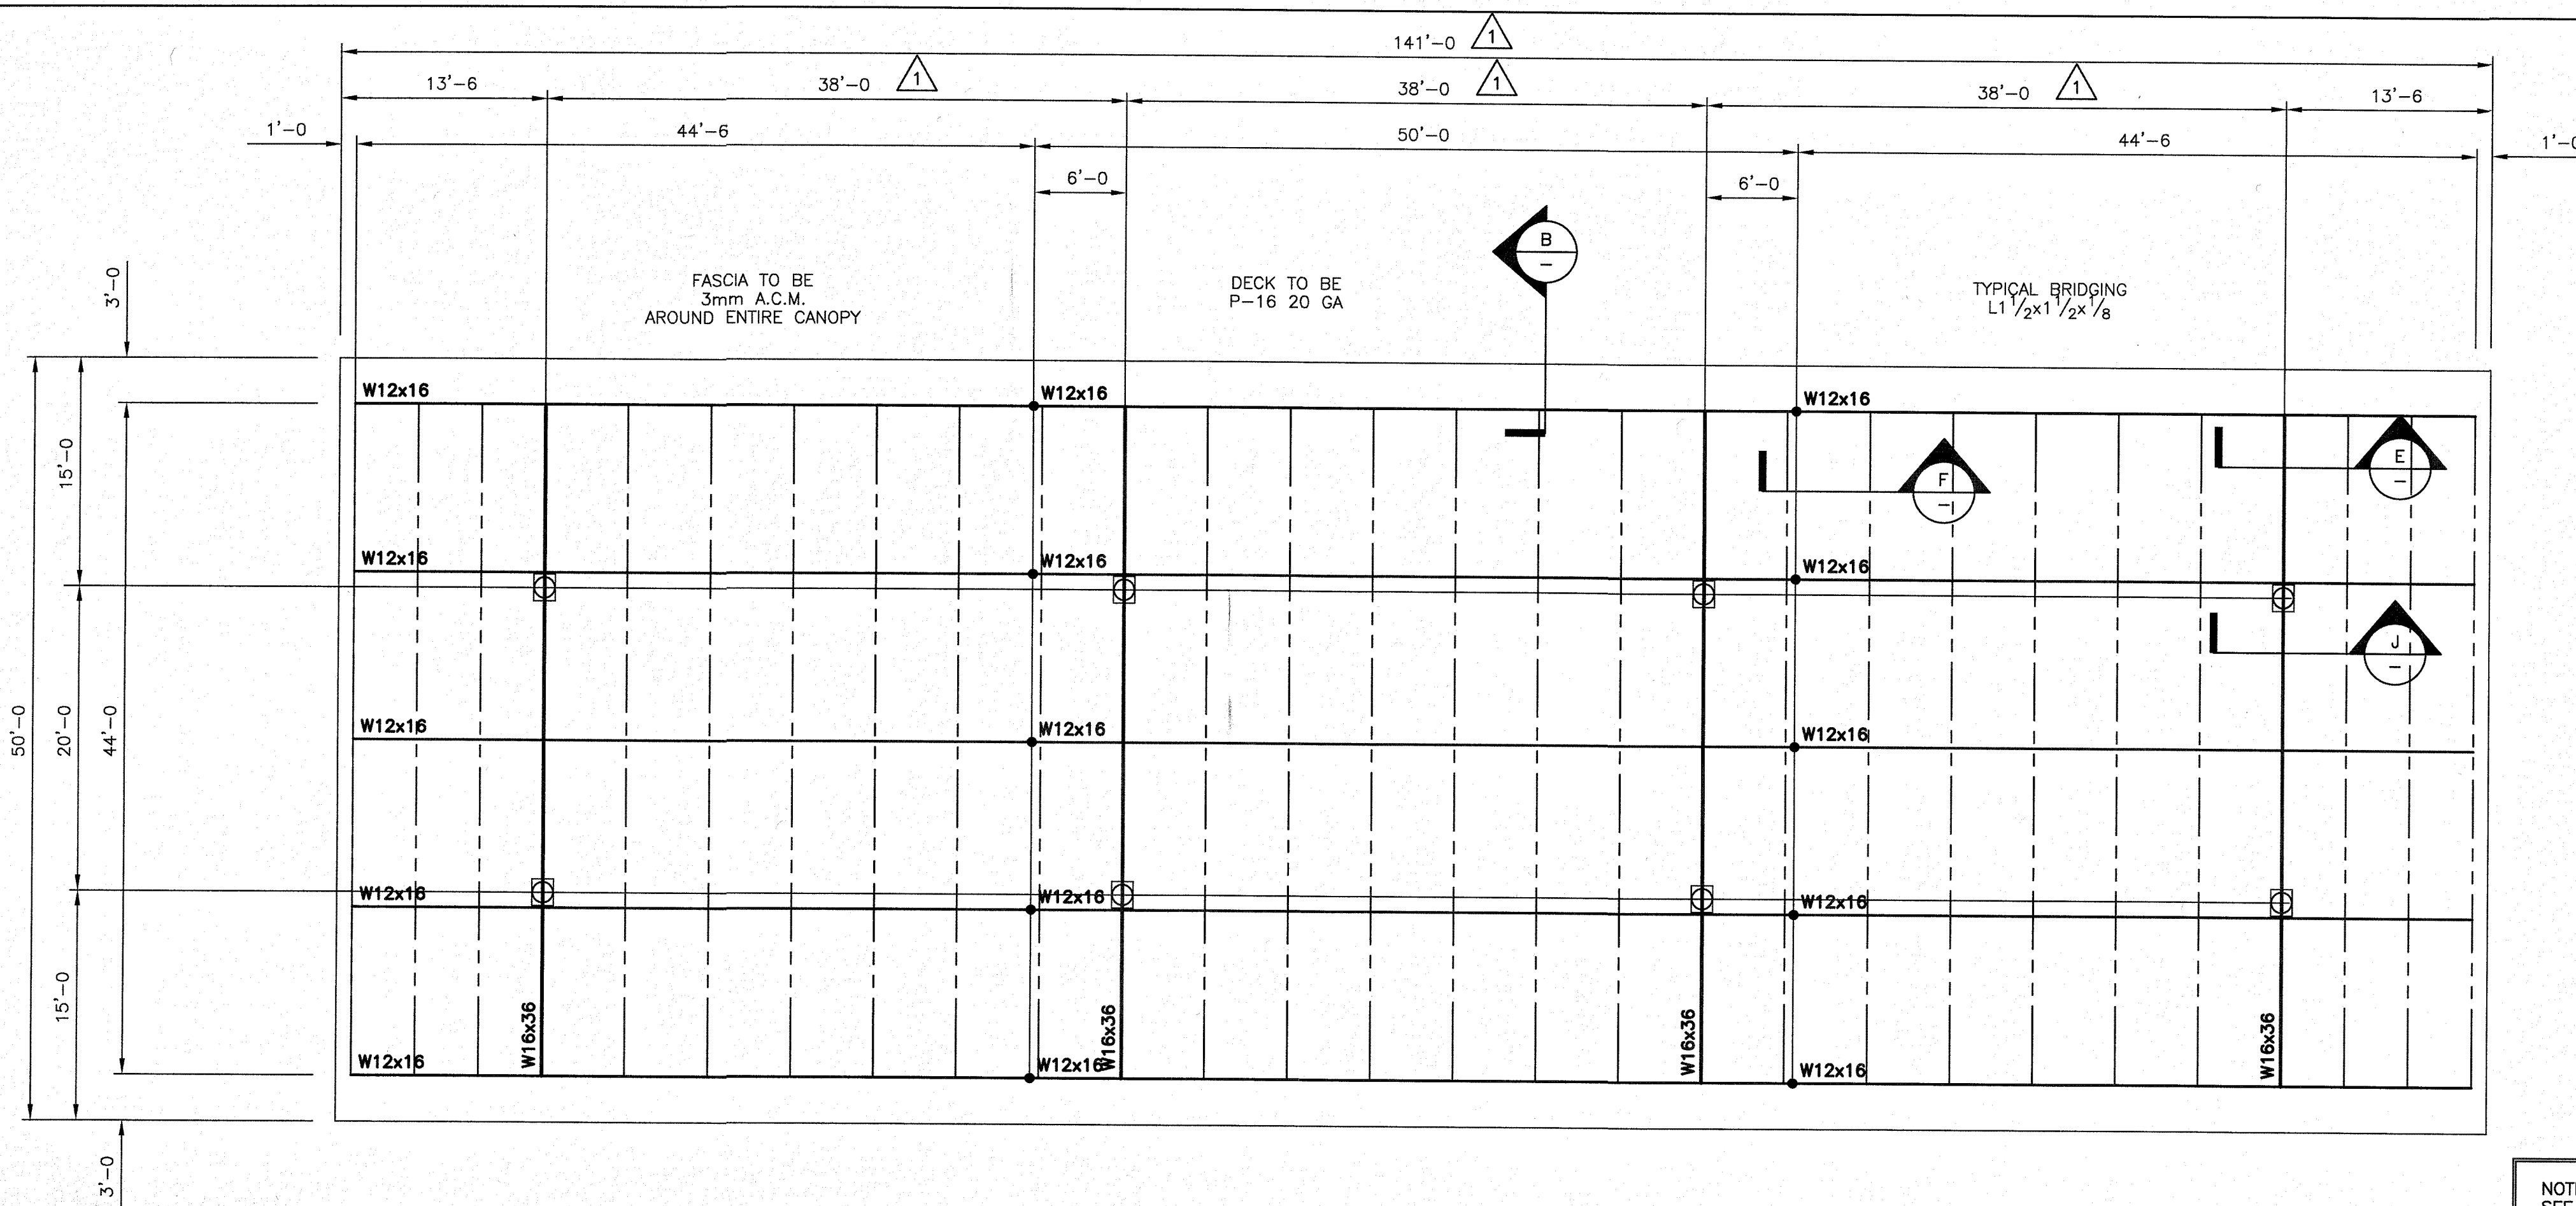 141'-0 1
13'-6 38'-0 1 38'-0 1 38'-0 1 13'-6
1'-0 44'-6 50'-0 44'-6
6'-0 6'-0
B
-
3'-0
FASCIA TO BE
3mm A.C.M.
AROUND ENTIRE CANOPY
DECK TO BE
P-16 20 GA
TYPICAL BRIDGING
L1 1/2x1 1/2x1/8
W12x16 W12x16 W12x16
15'-0
F
-
E
-
W12x16 W12x16 W12x16
J
-
50'-0
20'-0
44'-0
W12x16 W12x16 W12x16
W12x16 W12x16 W12x16
15'-0
W16x36 W16x36 W16x36 W16x36
W12x16 W12x16 W12x16
3'-0